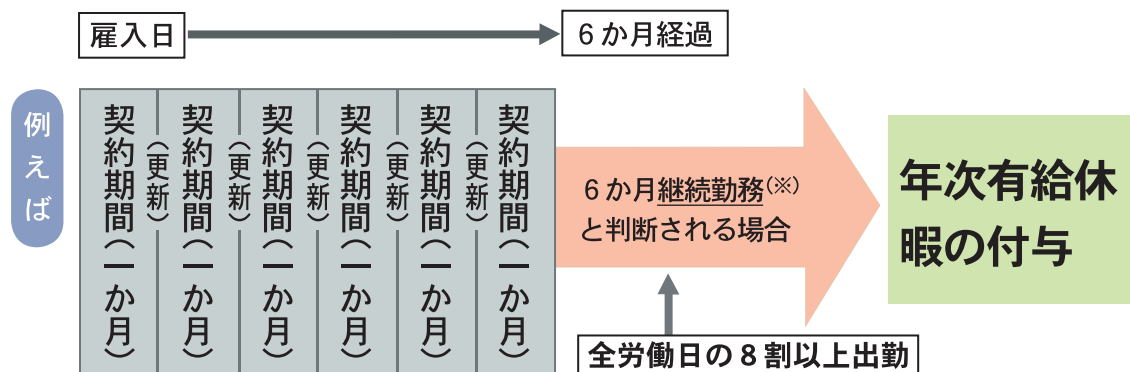 雇入日
6か月経過
例えば
契約期間(一か月)
(更新)
契約期間(一か月)
(更新)
契約期間(一か月)
(更新)
契約期間(一か月)
(更新)
契約期間(一か月)
(更新)
契約期間(一か月)
6か月継続勤務(※)
と判断される場合
全労働日の8割以上出勤
年次有給休
暇の付与